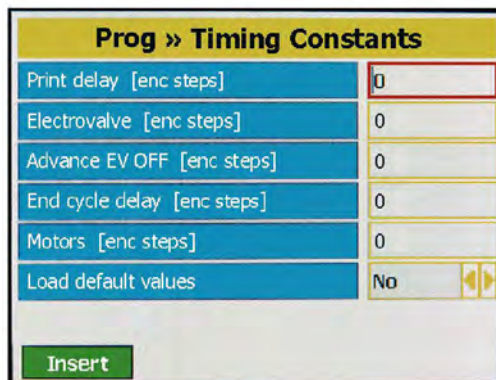 Prog » Timing Constants
Print delay [enc steps] 0
Electrovalve [enc steps] 0
Advance EV OFF [enc steps] 0
End cycle delay [enc steps] 0
Motors [enc steps] 0
Load default values No
Insert